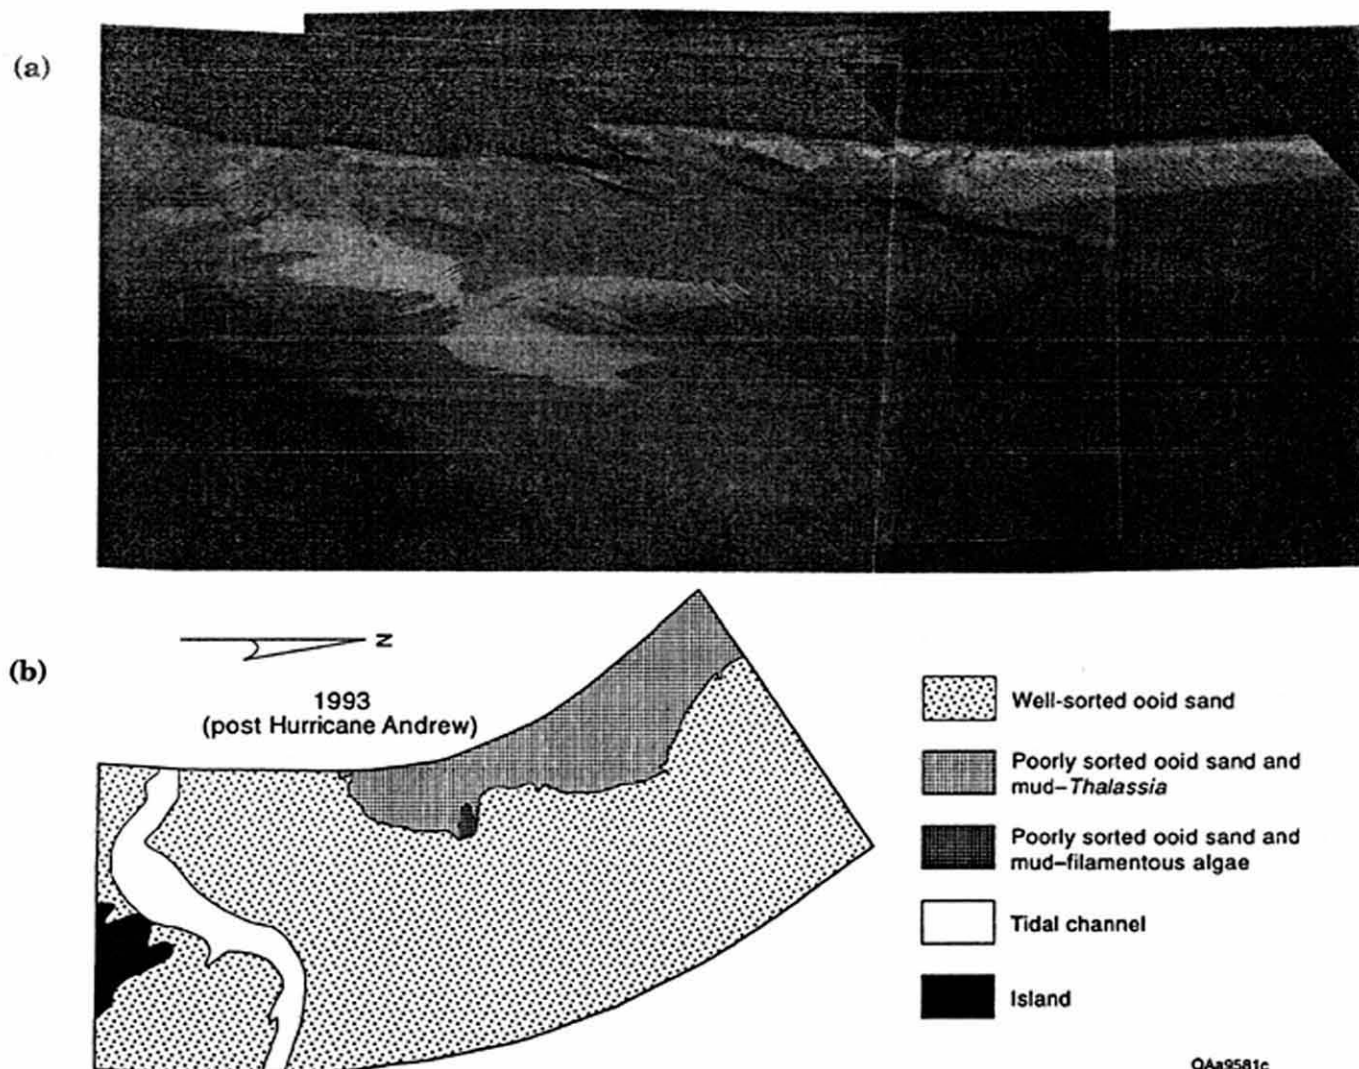 (a)
(b)
N
1993
(post Hurricane Andrew)
Well-sorted ooid sand
Poorly sorted ooid sand and
mud–Thalassia
Poorly sorted ooid sand and
mud–filamentous algae
Tidal channel
Island
QAa9581c